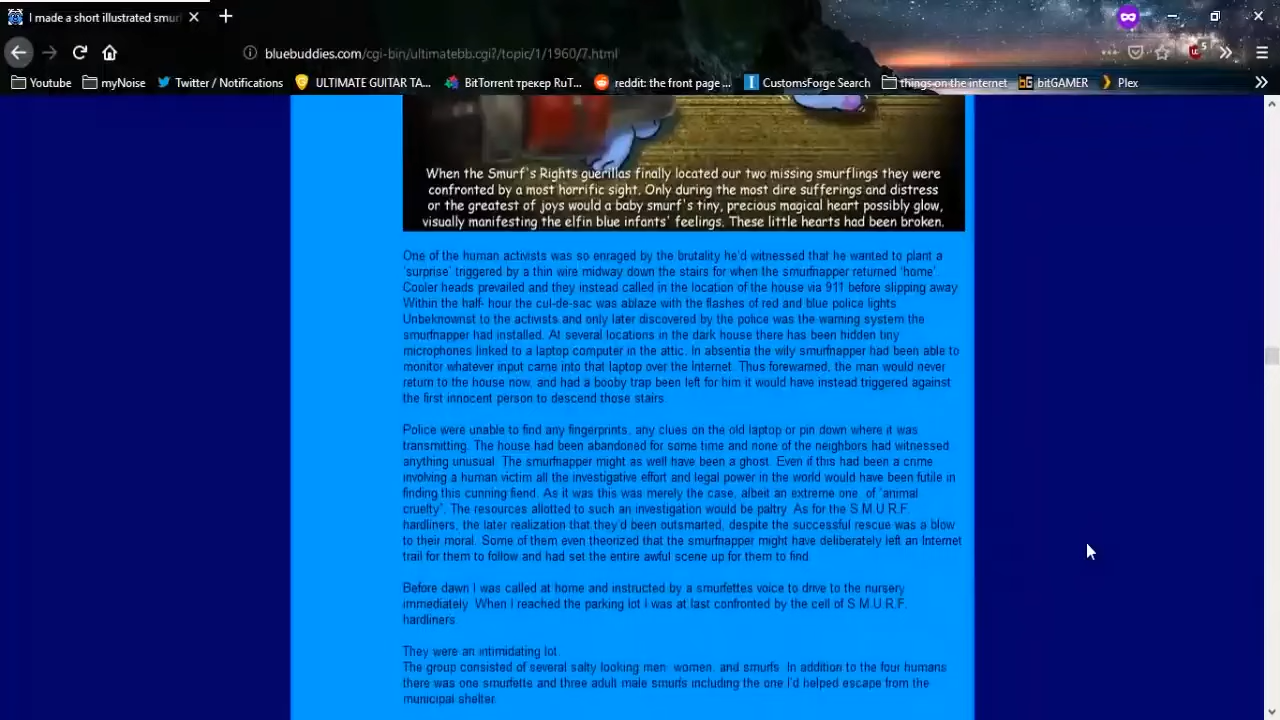 I made a short illustrated smur
bluebuddies.com/cgi-bin/ultimatebb.cgi?/topic/1/1960/7.html
5
Youtube myNoise Twitter / Notifications ULTIMATE GUITAR TA... BitTorrent трекер RuT... reddit: the front page ... CustomsForge Search things on the internet bitGAMER Plex
When the Smurf's Rights guerillas finally located our two missing smurflings they were
confronted by a most horrific sight. Only during the most dire sufferings and distress
or the greatest of joys would a baby smurf's tiny, precious magical heart possibly glow,
visually manifesting the elfin blue infants' feelings. These little hearts had been broken.
One of the human activists was so enraged by the brutality he'd witnessed that he wanted to plant a
'surprise' triggered by a thin wire midway down the stairs for when the smurfnapper returned 'home'.
Cooler heads prevailed and they instead called in the location of the house via 911 before slipping away.
Within the half- hour the cul-de-sac was ablaze with the flashes of red and blue police lights.
Unbeknownst to the activists and only later discovered by the police was the warning system the
smurfnapper had installed. At several locations in the dark house there has been hidden tiny
microphones linked to a laptop computer in the attic. In absentia the wily smurfnapper had been able to
monitor whatever input came into that laptop over the Internet. Thus forewarned, the man would never
return to the house now, and had a booby trap been left for him it would have instead triggered against
the first innocent person to descend those stairs.
Police were unable to find any fingerprints, any clues on the old laptop or pin down where it was
transmitting. The house had been abandoned for some time and none of the neighbors had witnessed
anything unusual. The smurfnapper might as well have been a ghost. Even if this had been a crime
involving a human victim all the investigative effort and legal power in the world would have been futile in
finding this cunning fiend. As it was this was merely the case, albeit an extreme one, of "animal
cruelty". The resources allotted to such an investigation would be paltry. As for the S.M.U.R.F.
hardliners, the later realization that they'd been outsmarted, despite the successful rescue was a blow
to their moral. Some of them even theorized that the smurfnapper might have deliberately left an Internet
trail for them to follow and had set the entire awful scene up for them to find.
Before dawn I was called at home and instructed by a smurfettes voice to drive to the nursery
immediately. When I reached the parking lot I was at last confronted by the cell of S.M.U.R.F.
hardliners.
They were an intimidating lot.
The group consisted of several salty looking men, women, and smurfs. In addition to the four humans
there was one smurfette and three adult male smurfs including the one I'd helped escape from the
municipal shelter.